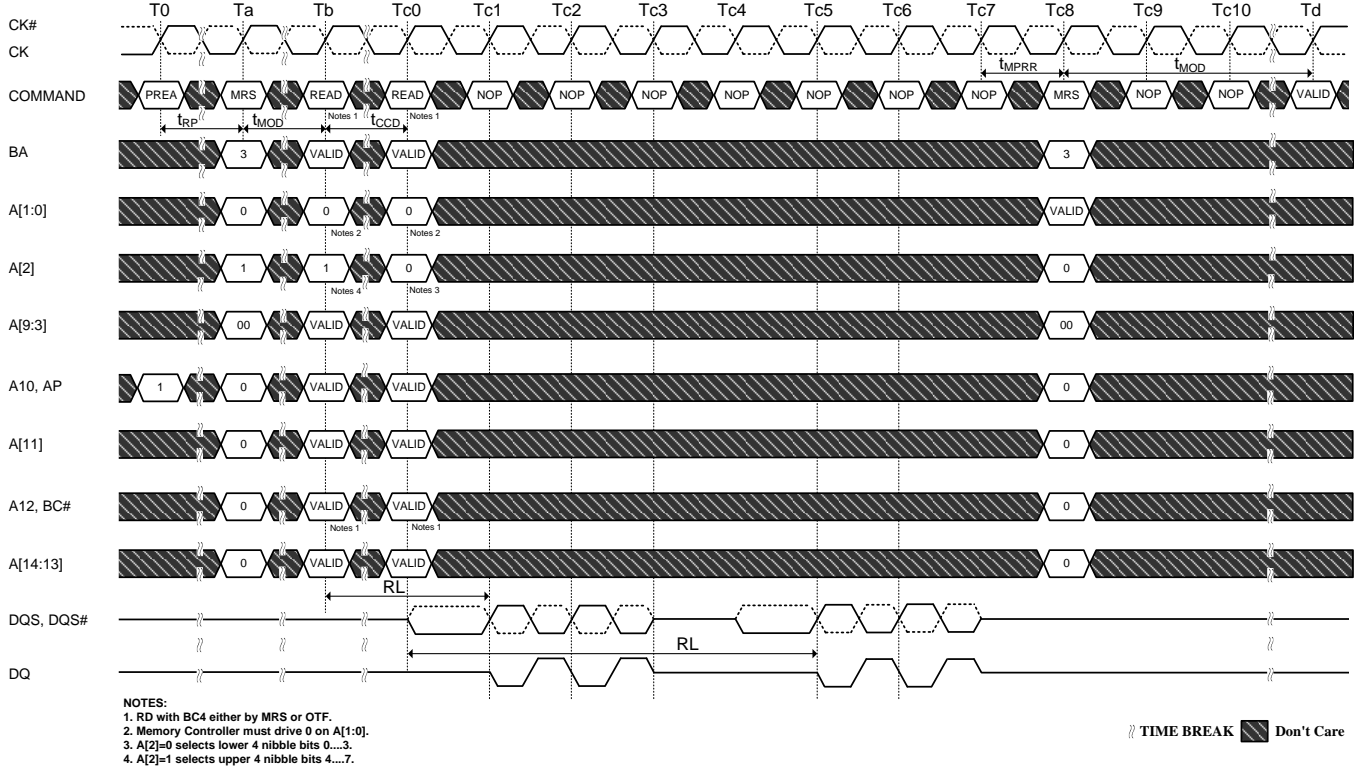 T0 Ta Tb Tc0 Tc1 Tc2 Tc3 Tc4 Tc5 Tc6 Tc7 Tc8 Tc9 Tc10 Td
CK#
CK
tMPRR tMOD
COMMAND PREA MRS READ READ NOP NOP NOP NOP NOP NOP NOP MRS NOP NOP VALID
Notes 1 Notes 1
tRP tMOD tCCD
BA 3 VALID VALID 3
A[1:0] 0 0 0 VALID
Notes 2 Notes 2
A[2] 1 1 0 0
Notes 4 Notes 3
A[9:3] 00 VALID VALID 00
A10, AP 1 0 VALID VALID 0
A[11] 0 VALID VALID 0
A12, BC# 0 VALID VALID 0
Notes 1 Notes 1
A[14:13] 0 VALID VALID 0
RL
DQS, DQS#
RL
DQ
NOTES:
1. RD with BC4 either by MRS or OTF.
2. Memory Controller must drive 0 on A[1:0].
3. A[2]=0 selects lower 4 nibble bits 0....3.
4. A[2]=1 selects upper 4 nibble bits 4....7.
TIME BREAK Don't Care